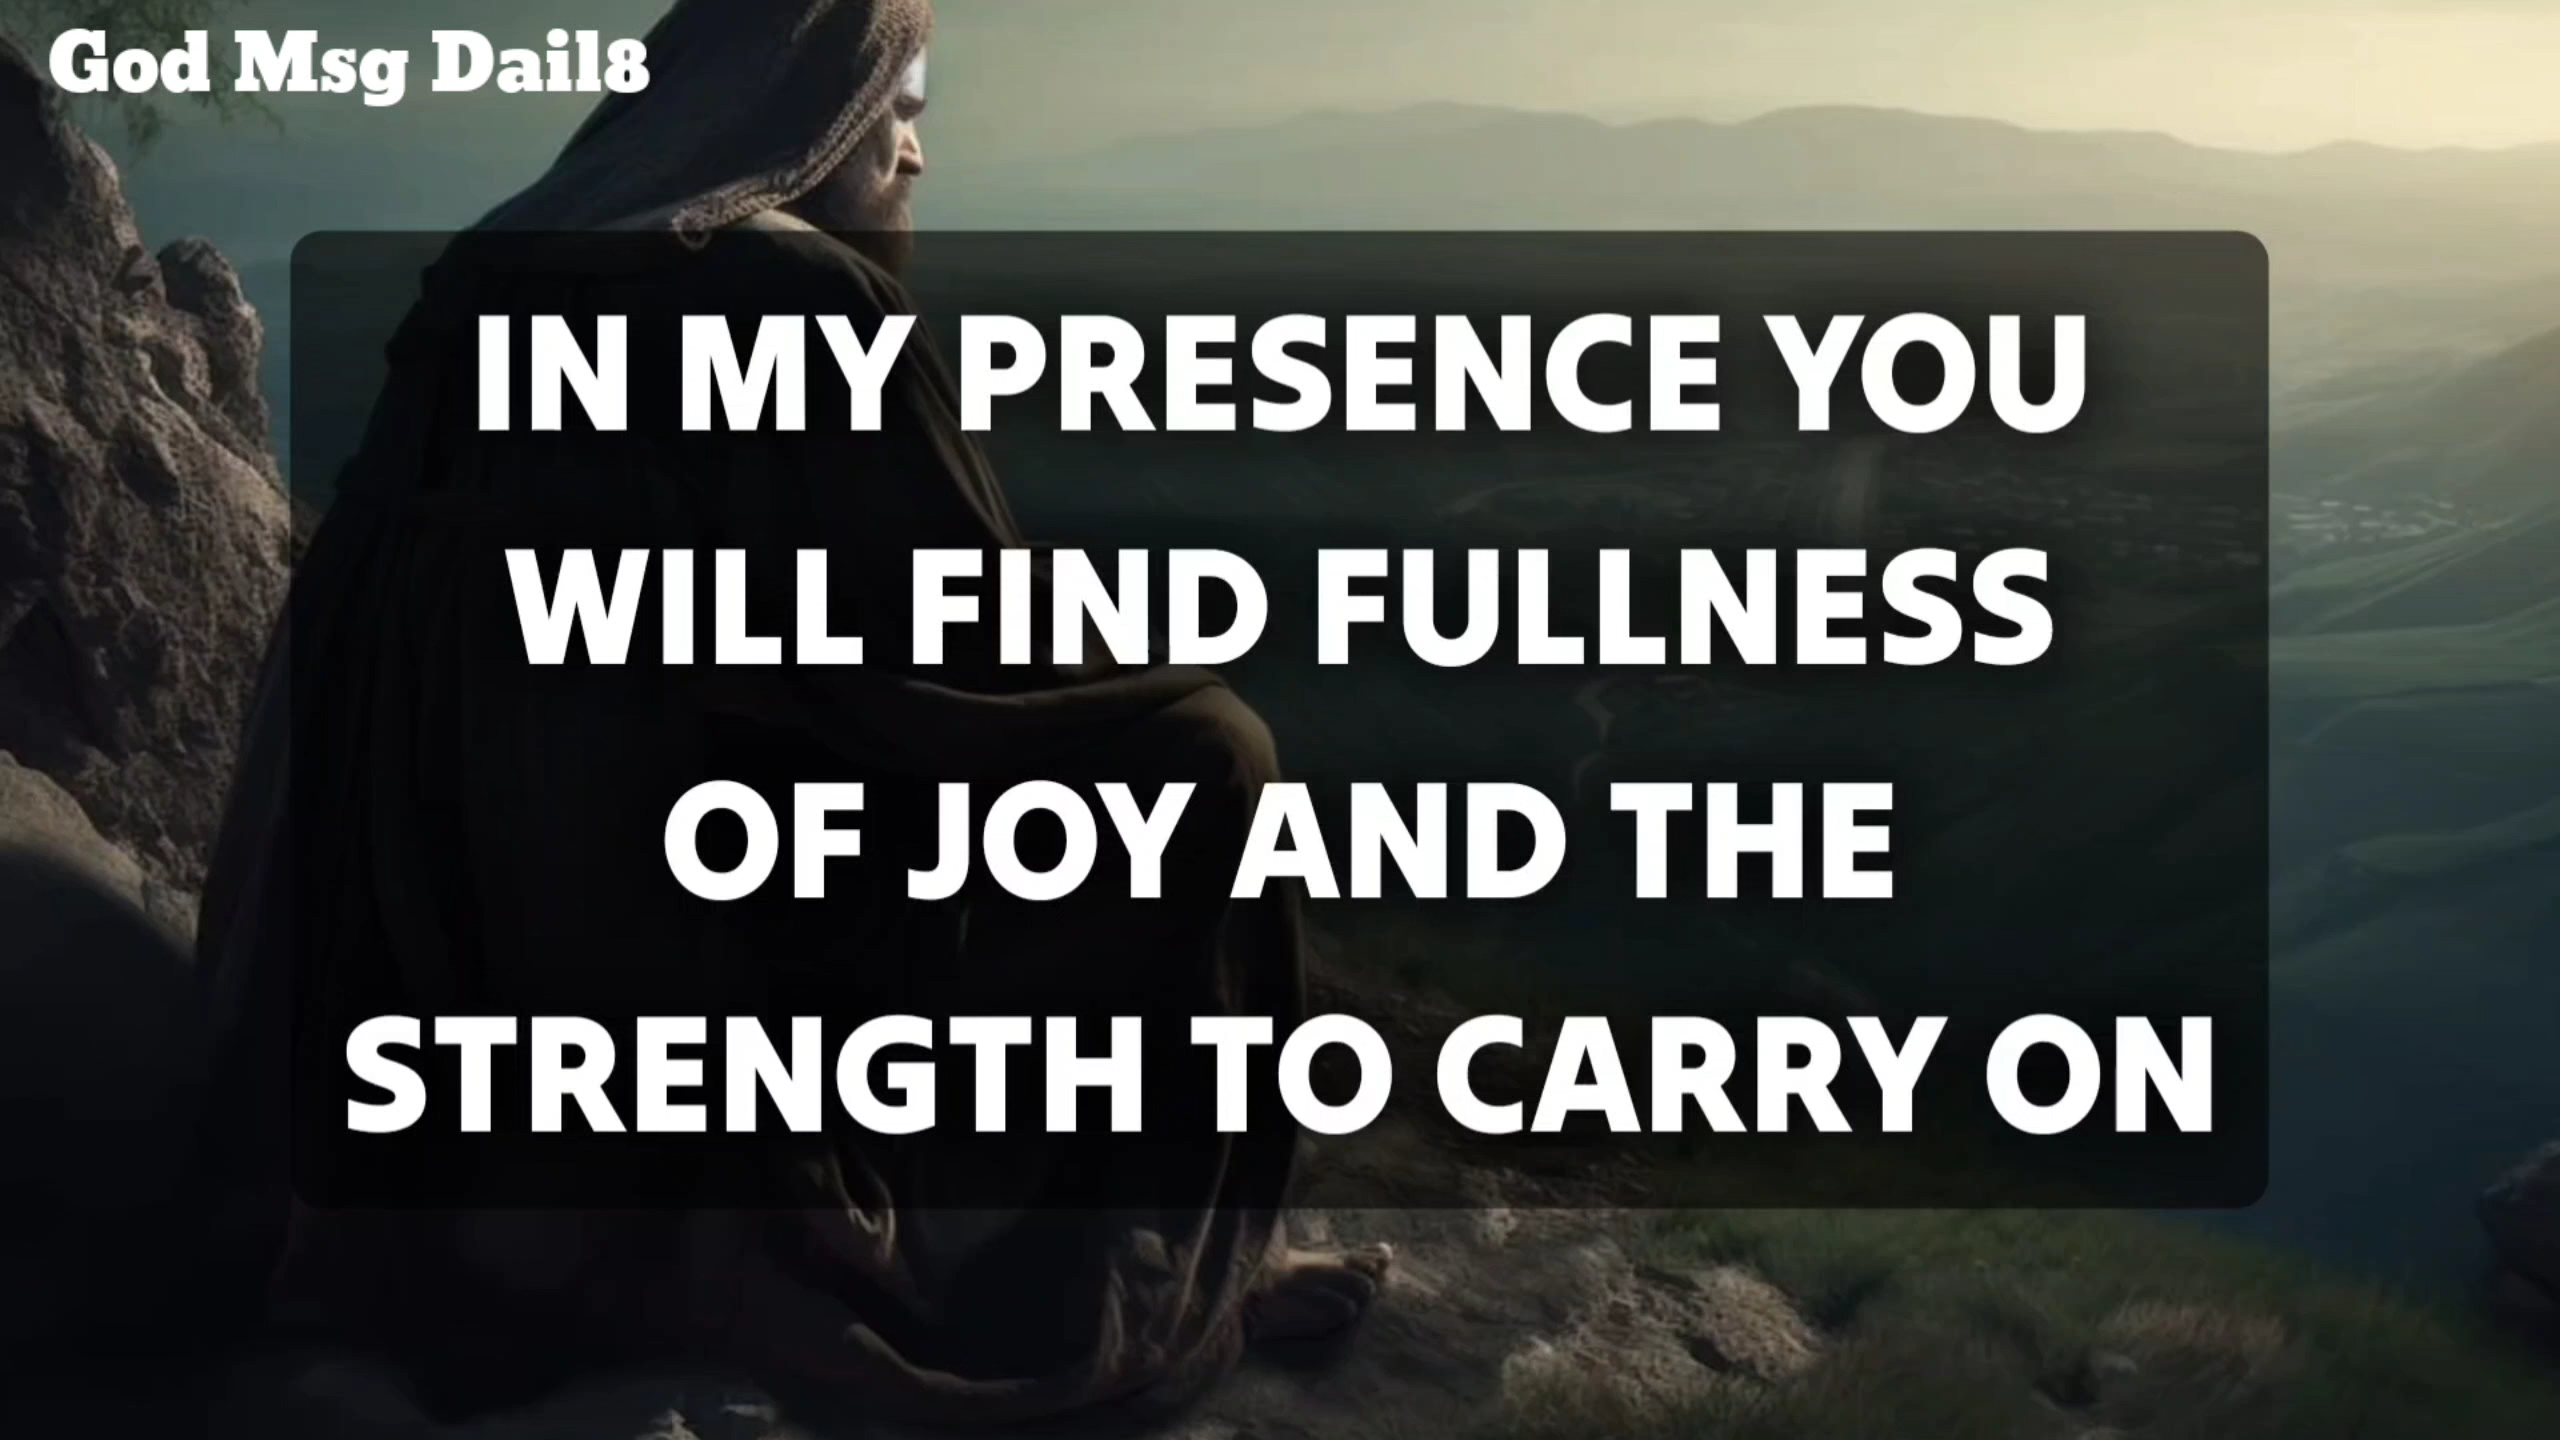 God Msg Dail8
IN MY PRESENCE YOU
WILL FIND FULLNESS
OF JOY AND THE
STRENGTH TO CARRY ON